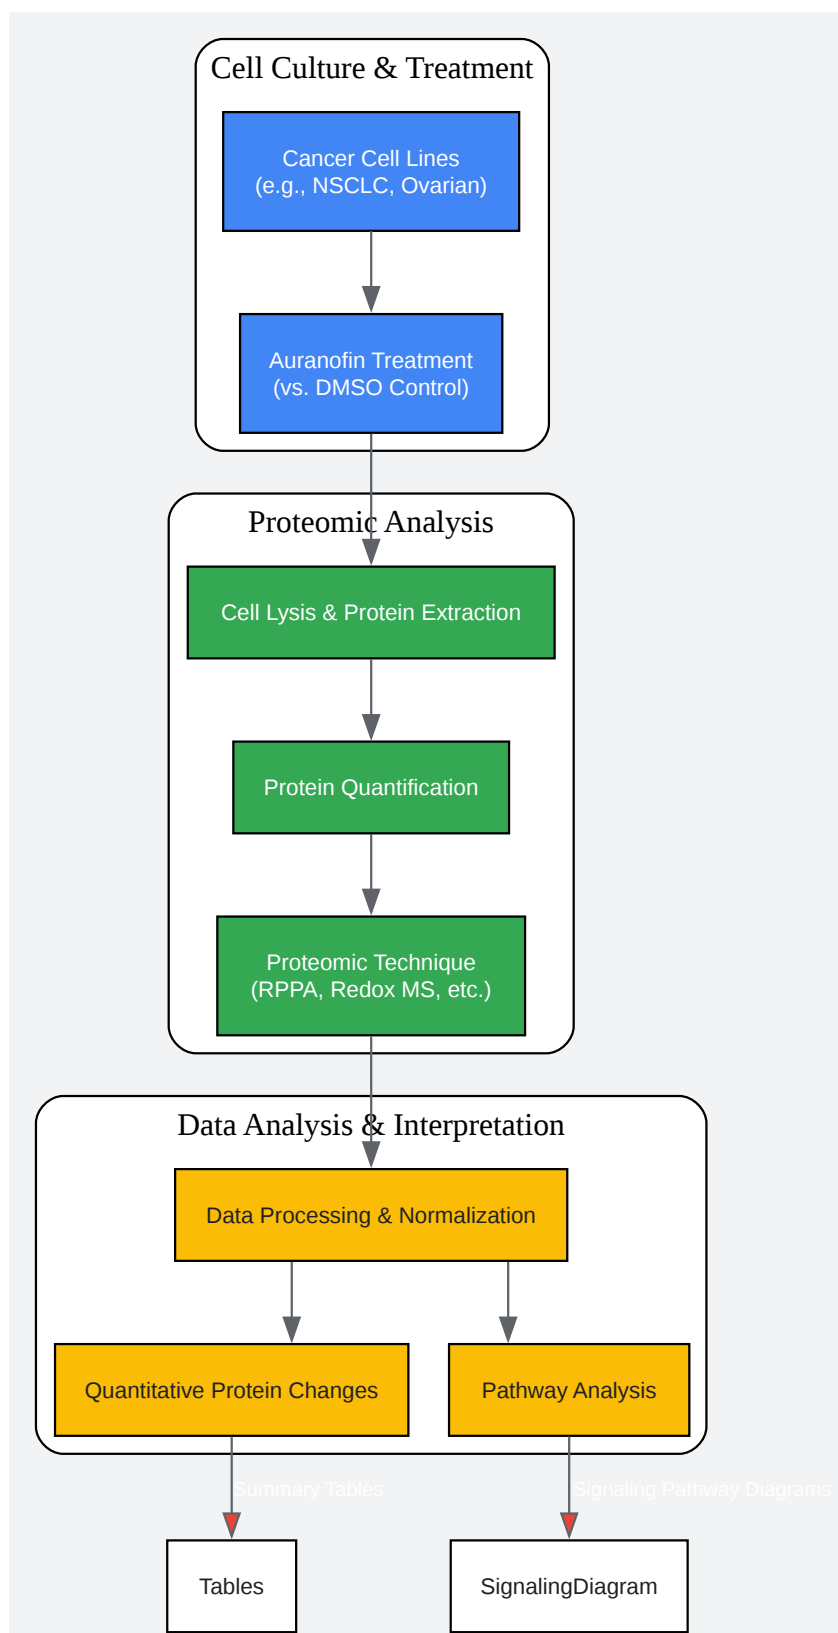 Cell Culture & Treatment
Cancer Cell Lines
(e.g., NSCLC, Ovarian)
Auranofin Treatment
(vs. DMSO Control)
Proteomic Analysis
Cell Lysis & Protein Extraction
Protein Quantification
Proteomic Technique
(RPPA, Redox MS, etc.)
Data Analysis & Interpretation
Data Processing & Normalization
Quantitative Protein Changes
Pathway Analysis
Summary Tables
Signaling Pathway Diagrams
Tables
SignalingDiagram